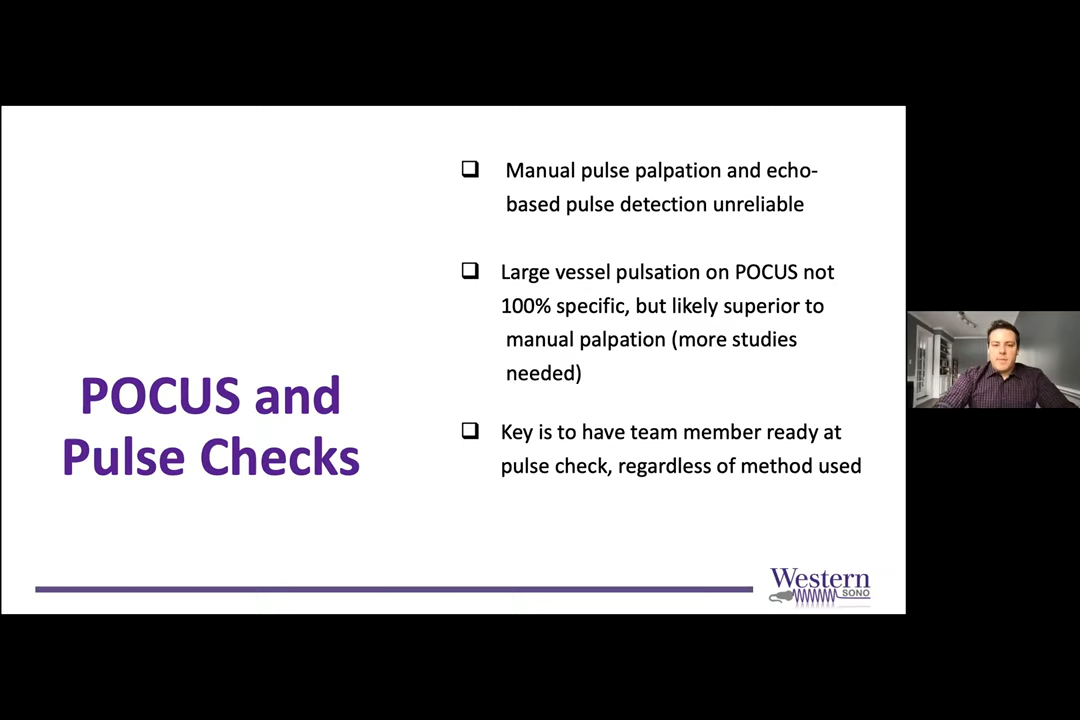 POCUS and
Pulse Checks
Manual pulse palpation and echo-
based pulse detection unreliable
Large vessel pulsation on POCUS not
100% specific, but likely superior to
manual palpation (more studies
needed)
Key is to have team member ready at
pulse check, regardless of method used
Western
SONO